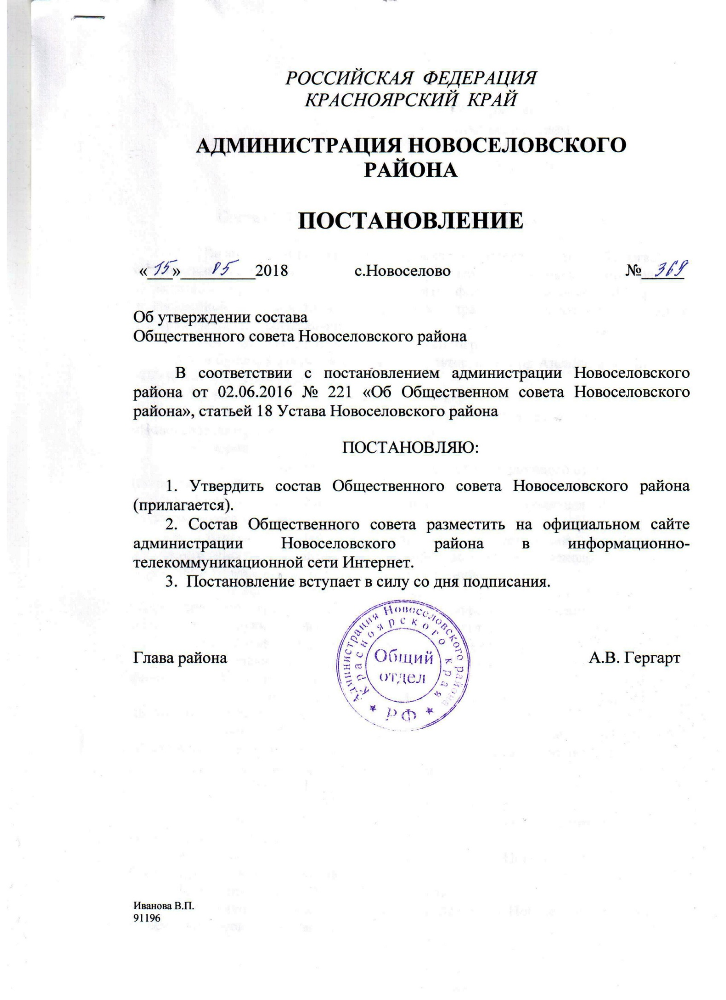 РОССИЙСКАЯ ФЕДЕРАЦИЯ
КРАСНОЯРСКИЙ КРАЙ
АДМИНИСТРАЦИЯ НОВОСЕЛОВСКОГО
РАЙОНА
ПОСТАНОВЛЕНИЕ
«15» 05 2018 с.Новоселово № 369
Об утверждении состава
Общественного совета Новоселовского района
В соответствии с постановлением администрации Новоселовского
района от 02.06.2016 № 221 «Об Общественном совета Новоселовского
района», статьей 18 Устава Новоселовского района
ПОСТАНОВЛЯЮ:
1. Утвердить состав Общественного совета Новоселовского района
(прилагается).
2. Состав Общественного совета разместить на официальном сайте
администрации Новоселовского района в информационно-
телекоммуникационной сети Интернет.
3. Постановление вступает в силу со дня подписания.
Администрация Новоселовского района
Красноярского края
Общий
отдел
РФ
Глава района А.В. Гергарт
Иванова В.П.
91196